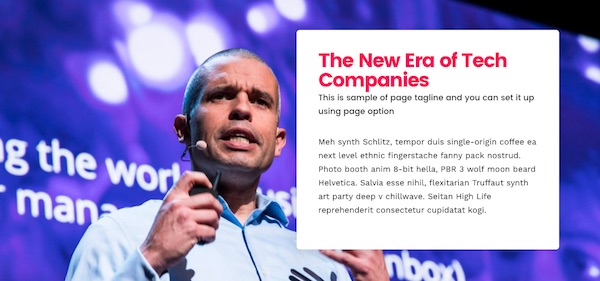 The New Era of Tech
Companies
This is sample of page tagline and you can set it up
using page option
Meh synth Schlitz, tempor duis single-origin coffee ea
next level ethnic fingerstache fanny pack nostrud.
Photo booth anim 8-bit hella, PBR 3 wolf moon beard
Helvetica. Salvia esse nihil, flexitarian Truffaut synth
art party deep v chillwave. Seitan High Life
reprehenderit consectetur cupidatat kogi.
ng the world
r mana
nbox)